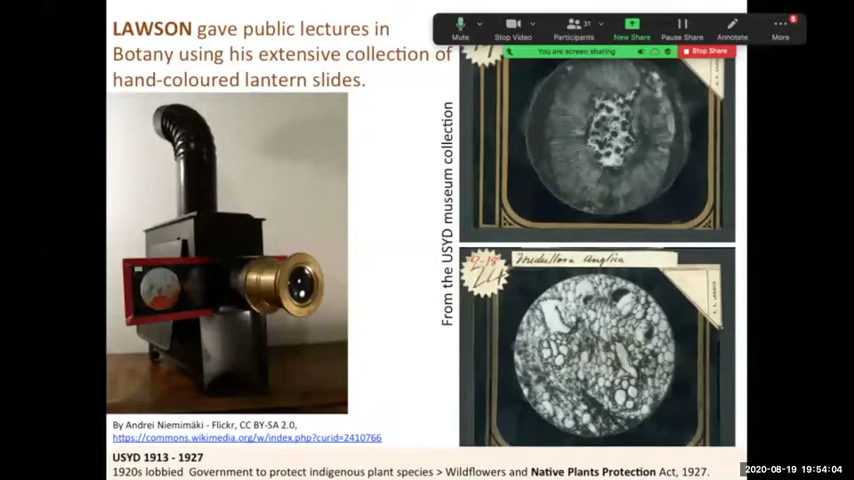 LAWSON gave public lectures in
Botany using his extensive collection of
hand-coloured lantern slides.
Mute
Stop Video
31
Participants
New Share
Pause Share
Annotate
More
You are screen sharing
Stop Share
From the USYD museum collection
Medullosa anglica
By Andrei Niemimäki - Flickr, CC BY-SA 2.0,
https://commons.wikimedia.org/w/index.php?curid=2410766
USYD 1913 - 1927
1920s lobbied Government to protect indigenous plant species > Wildflowers and Native Plants Protection Act, 1927.
2020-08-19 19:54:04